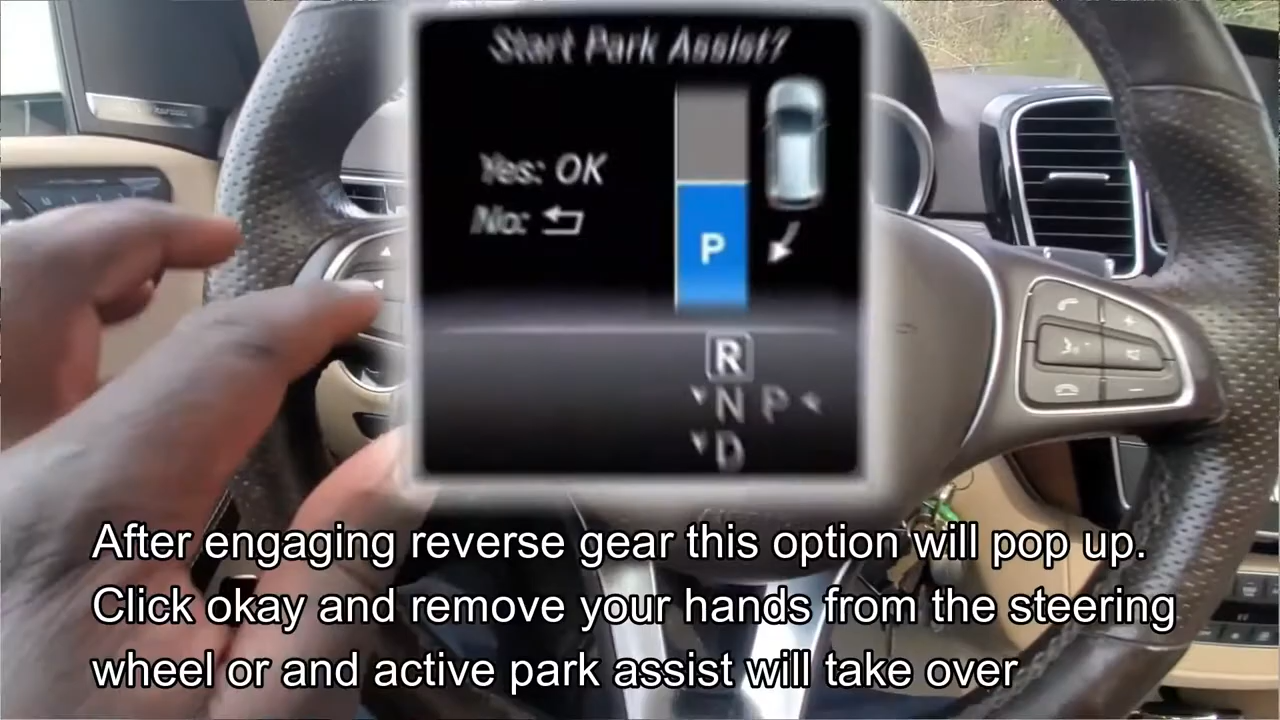 Start Park Assist?
Yes: OK
No:
P
R
N P
D
After engaging reverse gear this option will pop up.
Click okay and remove your hands from the steering
wheel or and active park assist will take over